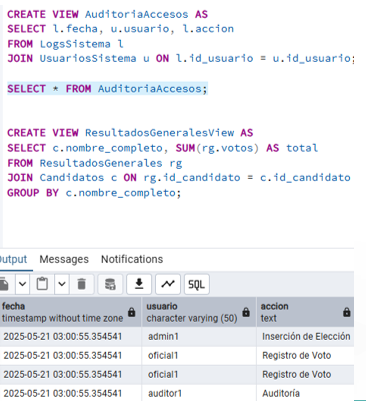 CREATE VIEW AuditoriaAccesos AS
SELECT l.fecha, u.usuario, l.accion
FROM LogsSistema l
JOIN UsuariosSistema u ON l.id_usuario = u.id_usuario;
SELECT * FROM AuditoriaAccesos;
CREATE VIEW ResultadosGeneralesView AS
SELECT c.nombre_completo, SUM(rg.votos) AS total
FROM ResultadosGenerales rg
JOIN Candidatos c ON rg.id_candidato = c.id_candidato
GROUP BY c.nombre_completo;
Output Messages Notifications
SQL
fecha usuario accion
timestamp without time zone character varying (50) text
2025-05-21 03:00:55.354541 admin1 Inserción de Elección
2025-05-21 03:00:55.354541 oficial1 Registro de Voto
2025-05-21 03:00:55.354541 oficial1 Registro de Voto
2025-05-21 03:00:55.354541 auditor1 Auditoría